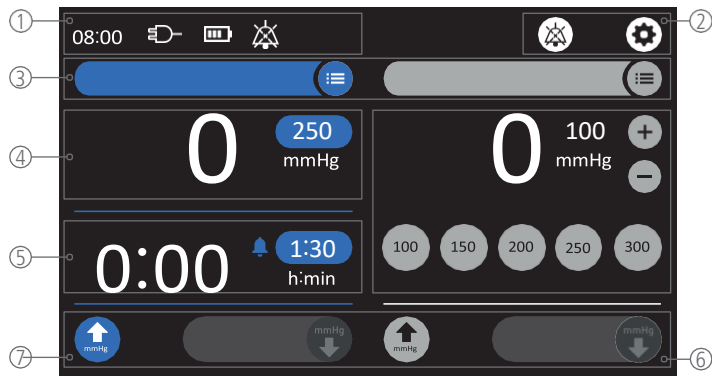 ① ②
08:00
③
④ 0 250 mmHg 0 100 mmHg + −
⑤ 0:00 1:30 h:min 100 150 200 250 300
⑦ mmHg mmHg mmHg mmHg ⑥